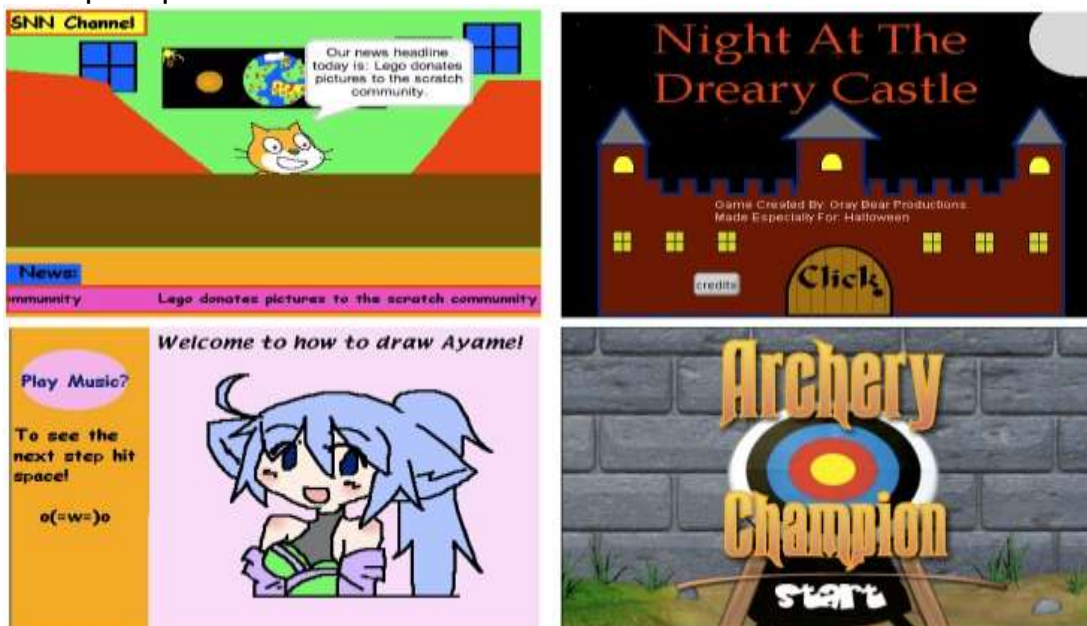 SNN Channel
Our news headline
today is: Lego donates
pictures to the scratch
community.
News:
Lego donates pictures to the scratch communnity
Night At The
Dreary Castle
Game Created By: Gray Bear Productions
Made Especially For: Halloween
credits
Click
Welcome to how to draw Ayame!
Play Music?
To see the
next step hit
space!
o(=w=)o
Archery
Champion
start